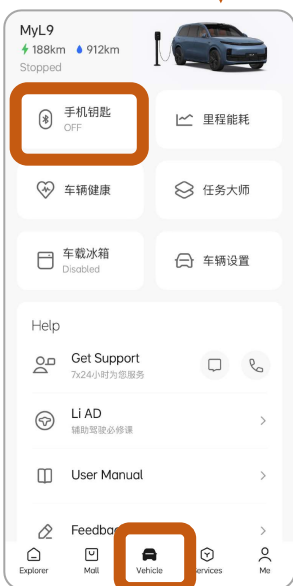 MyL9
188km 912km
Stopped
手机钥匙
OFF
里程能耗
车辆健康
任务大师
车载冰箱
Disabled
车辆设置
Help
Get Support
7x24小时为您服务
Li AD
辅助驾驶必修课
User Manual
Feedba
Explorer Mall Vehicle ervices Me